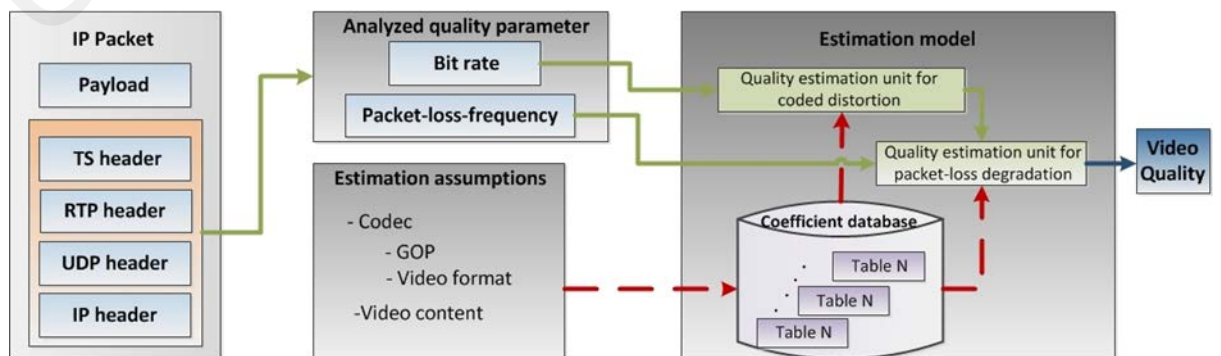 IP Packet
Payload
TS header
RTP header
UDP header
IP header
Analyzed quality parameter
Bit rate
Packet-loss-frequency
Estimation assumptions
- Codec
- GOP
- Video format
-Video content
Estimation model
Quality estimation unit for
coded distortion
Quality estimation unit for
packet-loss degradation
Coefficient database
Table N
Table N
Table N
Video
Quality